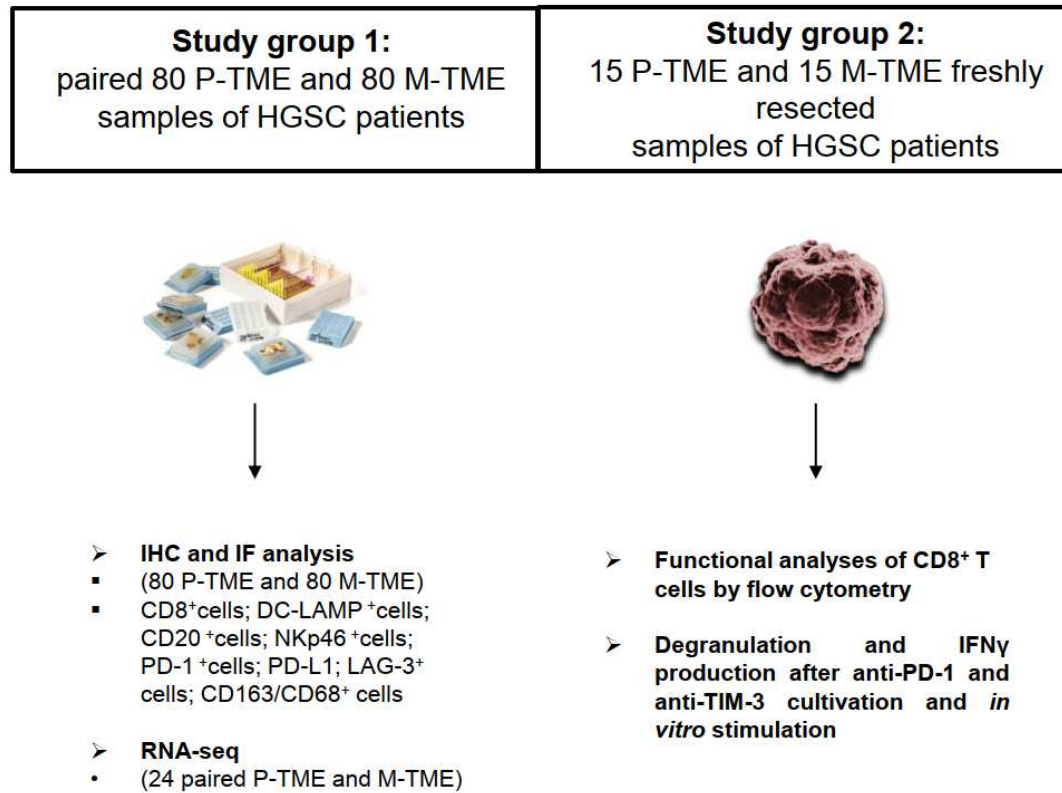 Study group 1:
paired 80 P-TME and 80 M-TME
samples of HGSC patients
Study group 2:
15 P-TME and 15 M-TME freshly
resected
samples of HGSC patients
➢ IHC and IF analysis
▪ (80 P-TME and 80 M-TME)
▪ CD8⁺cells; DC-LAMP ⁺cells;
CD20 ⁺cells; NKp46 ⁺cells;
PD-1 ⁺cells; PD-L1; LAG-3⁺
cells; CD163/CD68⁺ cells
➢ RNA-seq
• (24 paired P-TME and M-TME)
➢ Functional analyses of CD8⁺ T
cells by flow cytometry
➢ Degranulation and IFNγ
production after anti-PD-1 and
anti-TIM-3 cultivation and in
vitro stimulation